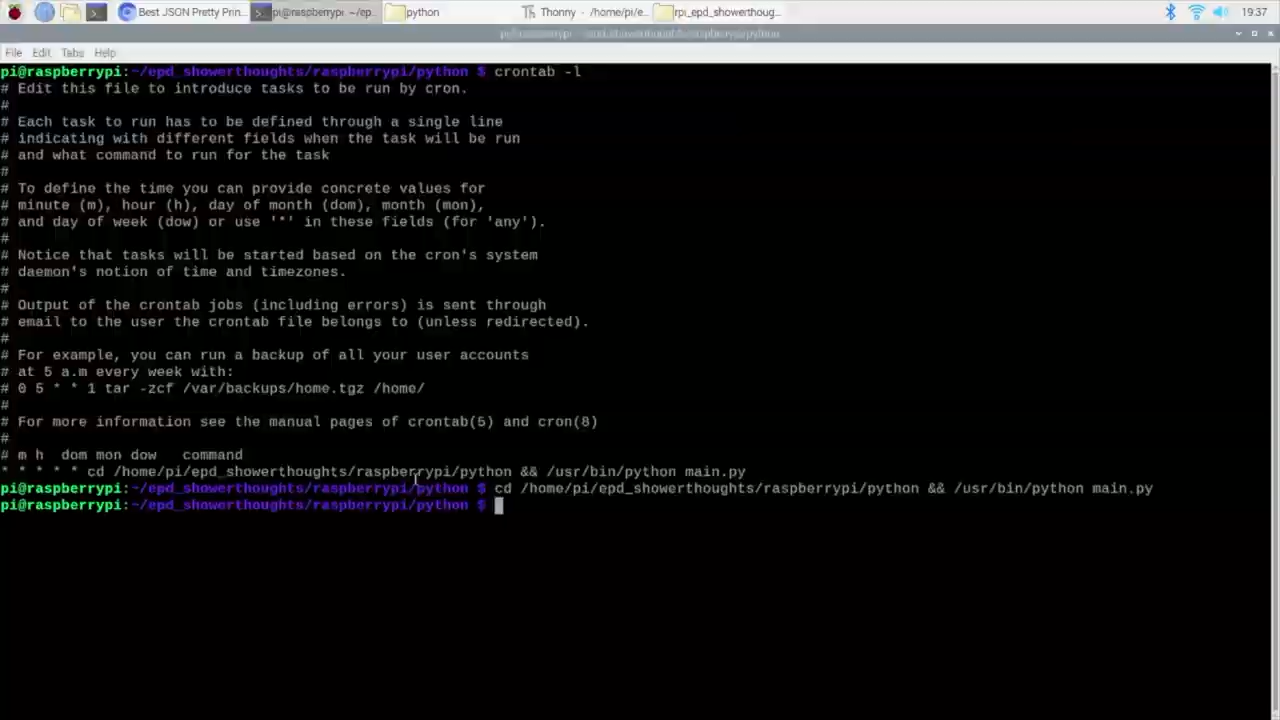 Best JSON Pretty Prin...
pi@raspberrypi: ~/ep...
python
Thonny - /home/pi/e...
rpi_epd_showerthoug...
19.37
File Edit Tabs Help
pi@raspberrypi:~/epd_showerthoughts/raspberrypi/python $ crontab -l
# Edit this file to introduce tasks to be run by cron.
#
# Each task to run has to be defined through a single line
# indicating with different fields when the task will be run
# and what command to run for the task
#
# To define the time you can provide concrete values for
# minute (m), hour (h), day of month (dom), month (mon),
# and day of week (dow) or use '*' in these fields (for 'any').
#
# Notice that tasks will be started based on the cron's system
# daemon's notion of time and timezones.
#
# Output of the crontab jobs (including errors) is sent through
# email to the user the crontab file belongs to (unless redirected).
#
# For example, you can run a backup of all your user accounts
# at 5 a.m every week with:
# 0 5 * * 1 tar -zcf /var/backups/home.tgz /home/
#
# For more information see the manual pages of crontab(5) and cron(8)
#
# m h  dom mon dow   command
* * * * * cd /home/pi/epd_showerthoughts/raspberrypi/python && /usr/bin/python main.py
pi@raspberrypi:~/epd_showerthoughts/raspberrypi/python $ cd /home/pi/epd_showerthoughts/raspberrypi/python && /usr/bin/python main.py
pi@raspberrypi:~/epd_showerthoughts/raspberrypi/python $